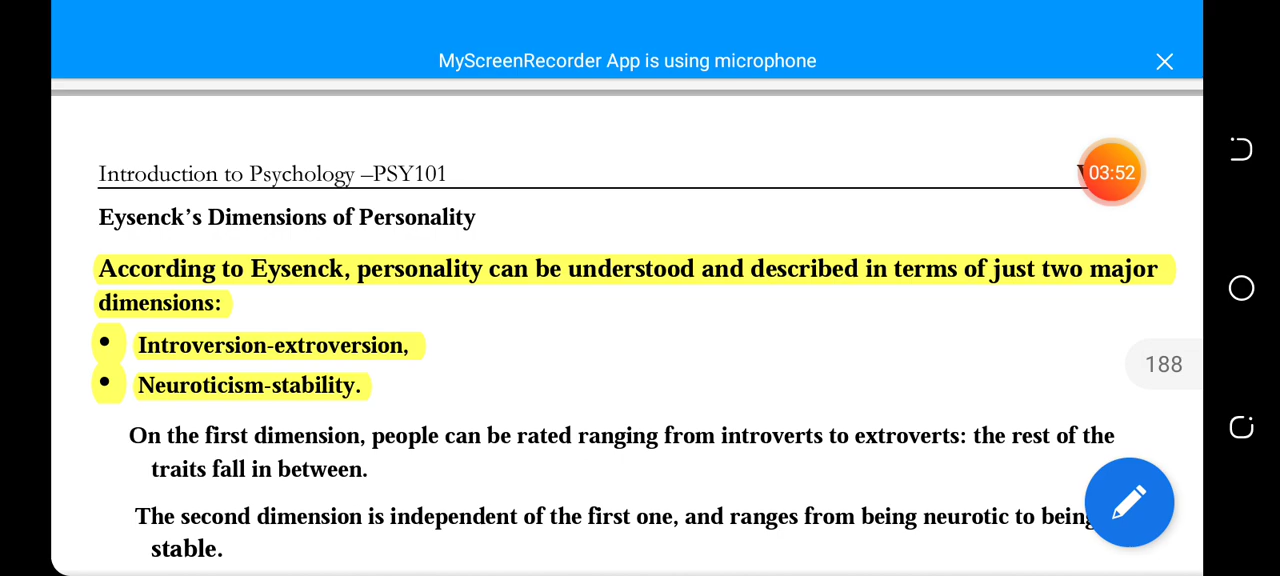 MyScreenRecorder App is using microphone
Introduction to Psychology –PSY101
03:52
Eysenck's Dimensions of Personality
According to Eysenck, personality can be understood and described in terms of just two major
dimensions:
• Introversion-extroversion,
188
• Neuroticism-stability.
On the first dimension, people can be rated ranging from introverts to extroverts: the rest of the
traits fall in between.
The second dimension is independent of the first one, and ranges from being neurotic to being
stable.